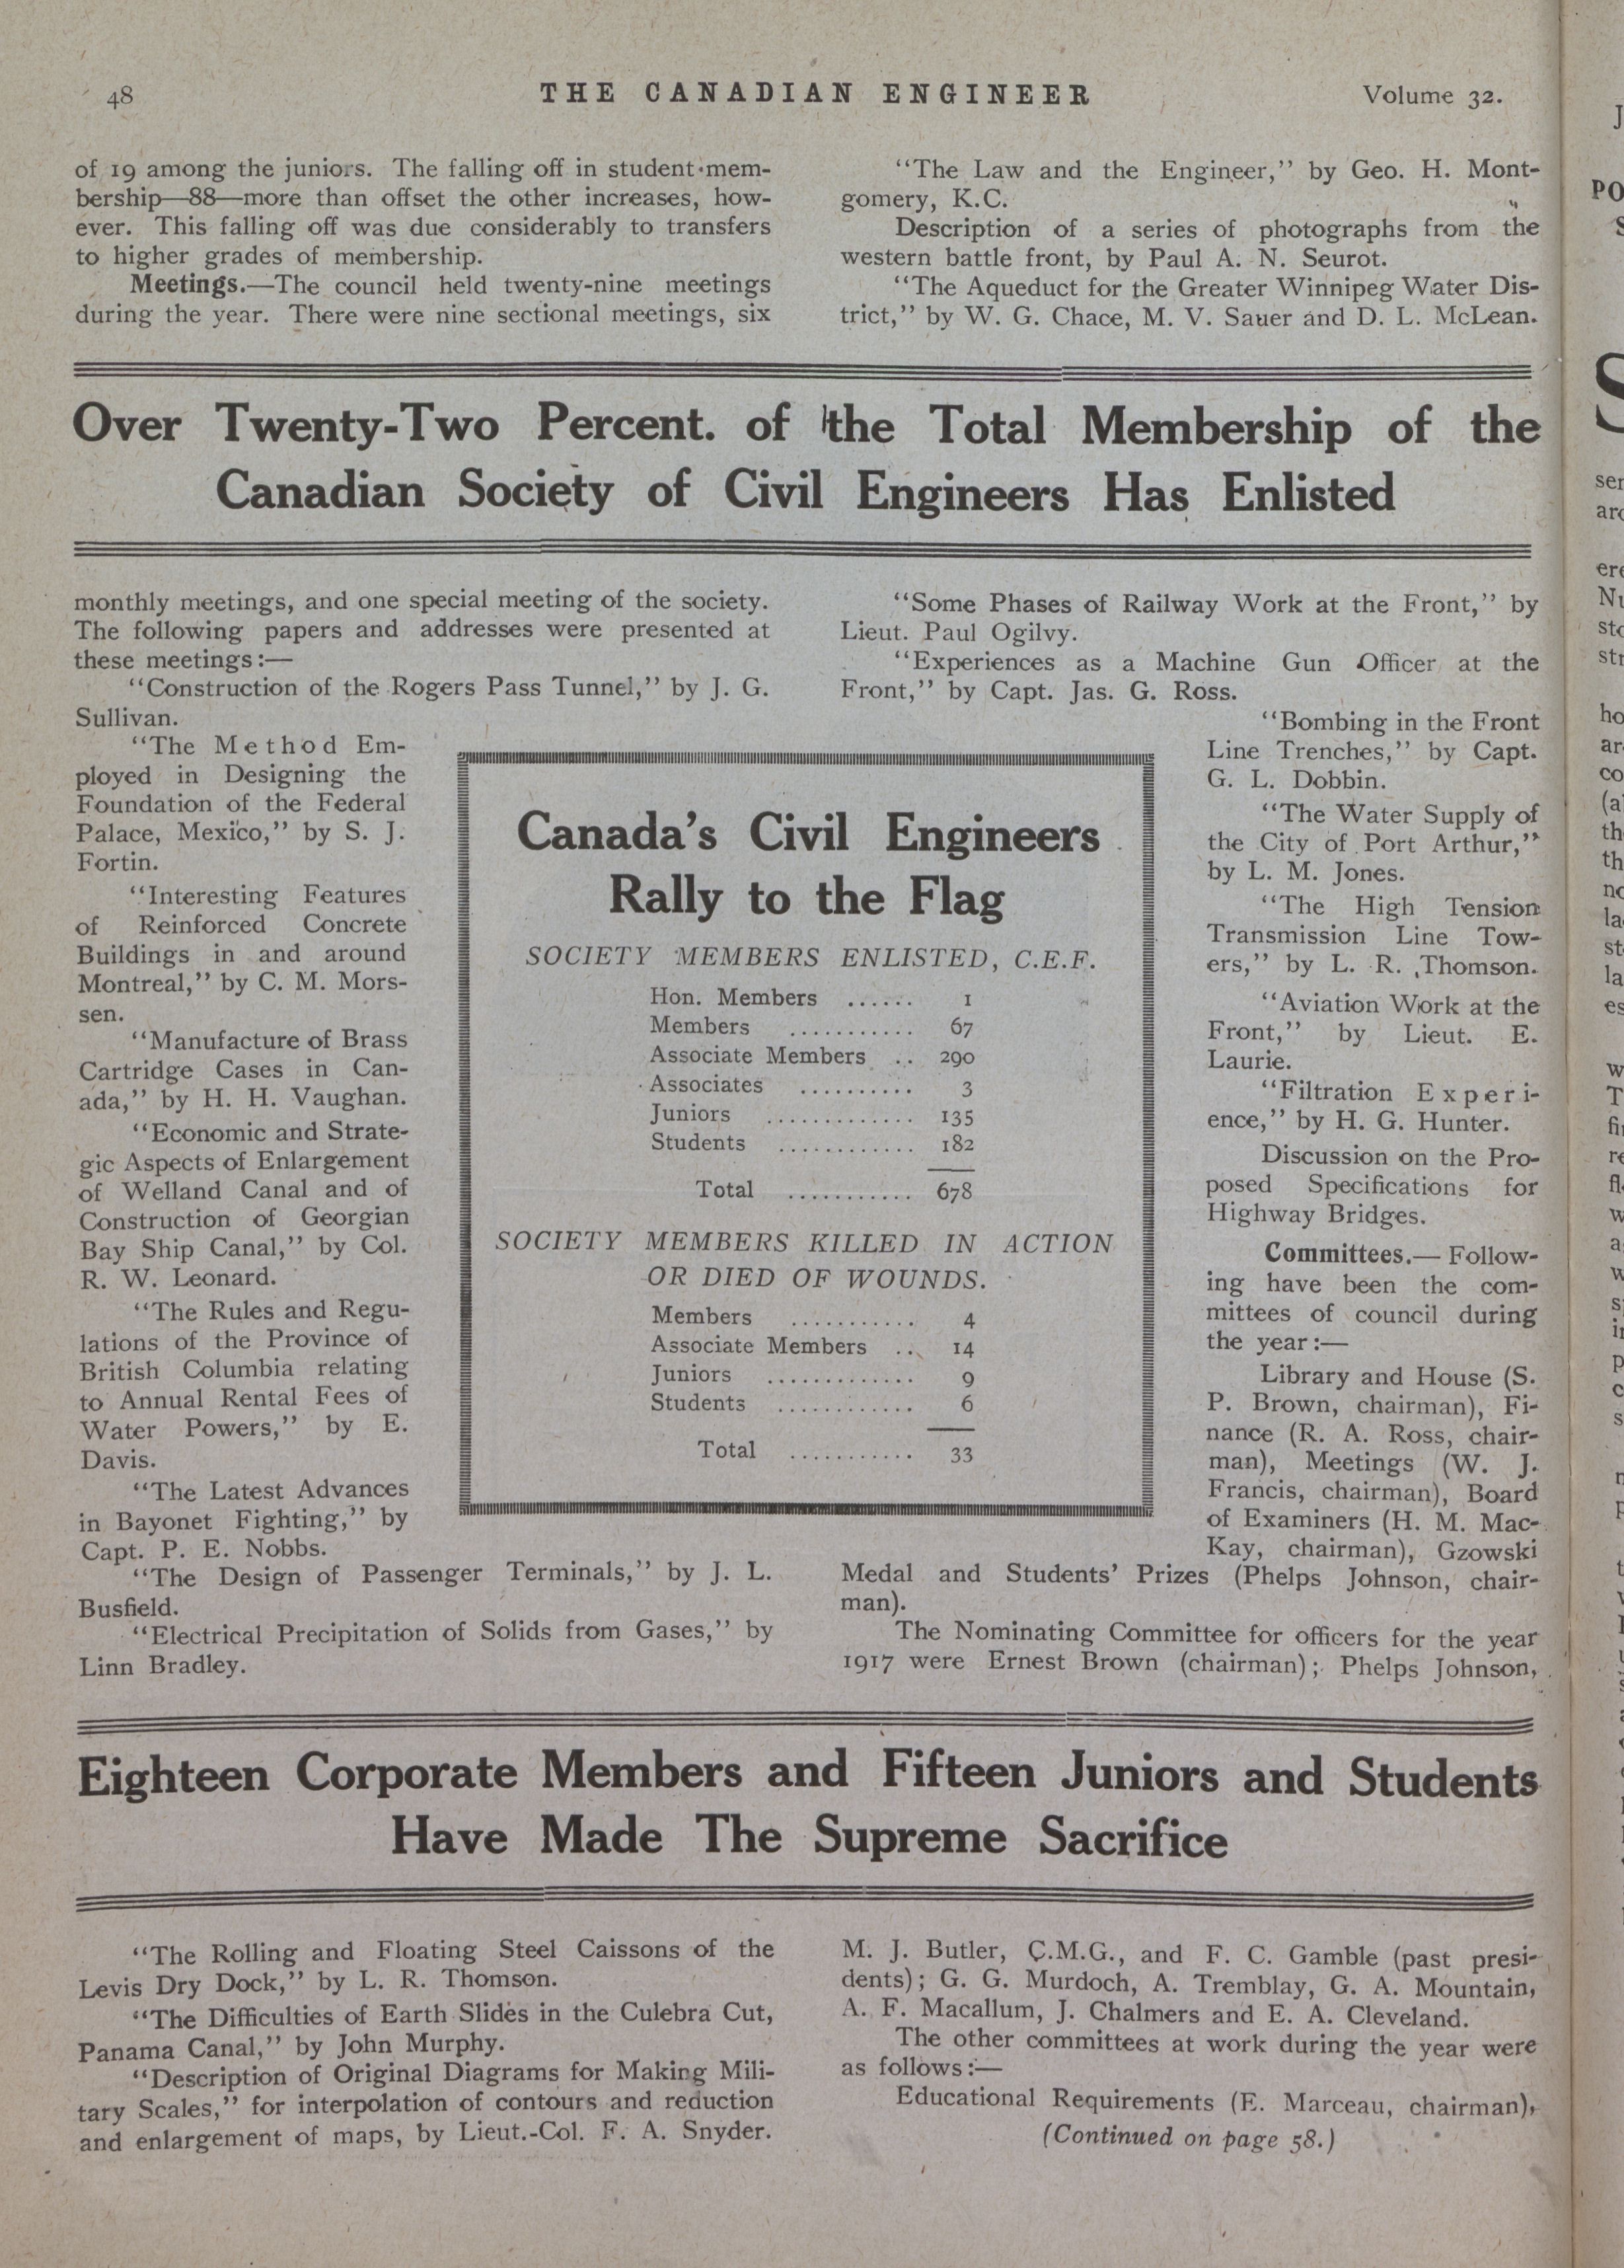 48
THE CANADIAN ENGINEER
Volume 32.
of 19 among the juniors. The falling off in student mem-
bership—88—more than offset the other increases, how-
ever. This falling off was due considerably to transfers
to higher grades of membership.
Meetings.—The council held twenty-nine meetings
during the year. There were nine sectional meetings, six
"The Law and the Engineer," by Geo. H. Mont-
gomery, K.C.
Description of a series of photographs from the
western battle front, by Paul A. N. Seurot.
"The Aqueduct for the Greater Winnipeg Water Dis-
trict," by W. G. Chace, M. V. Sauer and D. L. McLean.
Over Twenty-Two Percent. of the Total Membership of the
Canadian Society of Civil Engineers Has Enlisted
monthly meetings, and one special meeting of the society.
The following papers and addresses were presented at
these meetings:—
"Construction of the Rogers Pass Tunnel," by J. G.
Sullivan.
"The Method Em-
ployed in Designing the
Foundation of the Federal
Palace, Mexico," by S. J.
Fortin.
"Interesting Features
of Reinforced Concrete
Buildings in and around
Montreal," by C. M. Mors-
sen.
"Manufacture of Brass
Cartridge Cases in Can-
ada," by H. H. Vaughan.
"Economic and Strate-
gic Aspects of Enlargement
of Welland Canal and of
Construction of Georgian
Bay Ship Canal," by Col.
R. W. Leonard.
"The Rules and Regu-
lations of the Province of
British Columbia relating
to Annual Rental Fees of
Water Powers," by E.
Davis.
"The Latest Advances
in Bayonet Fighting," by
Capt. P. E. Nobbs.
"The Design of Passenger Terminals," by J. L.
Busfield.
"Electrical Precipitation of Solids from Gases," by
Linn Bradley.
Canada's Civil Engineers
Rally to the Flag
SOCIETY MEMBERS ENLISTED, C.E.F.
Hon. Members ...... 1
Members ........... 67
Associate Members .. 290
Associates .......... 3
Juniors ............. 135
Students ............ 182
Total ........... 678
SOCIETY MEMBERS KILLED IN ACTION
OR DIED OF WOUNDS.
Members ........... 4
Associate Members .. 14
Juniors ............. 9
Students ............ 6
Total ........... 33
"Some Phases of Railway Work at the Front," by
Lieut. Paul Ogilvy.
"Experiences as a Machine Gun Officer at the
Front," by Capt. Jas. G. Ross.
"Bombing in the Front
Line Trenches," by Capt.
G. L. Dobbin.
"The Water Supply of
the City of Port Arthur,"
by L. M. Jones.
"The High Tension
Transmission Line Tow-
ers," by L. R. Thomson.
"Aviation Work at the
Front," by Lieut. E.
Laurie.
"Filtration Experi-
ence," by H. G. Hunter.
Discussion on the Pro-
posed Specifications for
Highway Bridges.
Committees.—Follow-
ing have been the com-
mittees of council during
the year:—
Library and House (S.
P. Brown, chairman), Fi-
nance (R. A. Ross, chair-
man), Meetings (W. J.
Francis, chairman), Board
of Examiners (H. M. Mac-
Kay, chairman), Gzowski
Medal and Students' Prizes (Phelps Johnson, chair-
man).
The Nominating Committee for officers for the year
1917 were Ernest Brown (chairman); Phelps Johnson,
Eighteen Corporate Members and Fifteen Juniors and Students
Have Made The Supreme Sacrifice
"The Rolling and Floating Steel Caissons of the
Levis Dry Dock," by L. R. Thomson.
"The Difficulties of Earth Slides in the Culebra Cut,
Panama Canal," by John Murphy.
"Description of Original Diagrams for Making Mili-
tary Scales," for interpolation of contours and reduction
and enlargement of maps, by Lieut.-Col. F. A. Snyder.
M. J. Butler, C.M.G., and F. C. Gamble (past presi-
dents); G. G. Murdoch, A. Tremblay, G. A. Mountain,
A. F. Macallum, J. Chalmers and E. A. Cleveland.
The other committees at work during the year were
as follows:—
Educational Requirements (E. Marceau, chairman),
(Continued on page 58.)